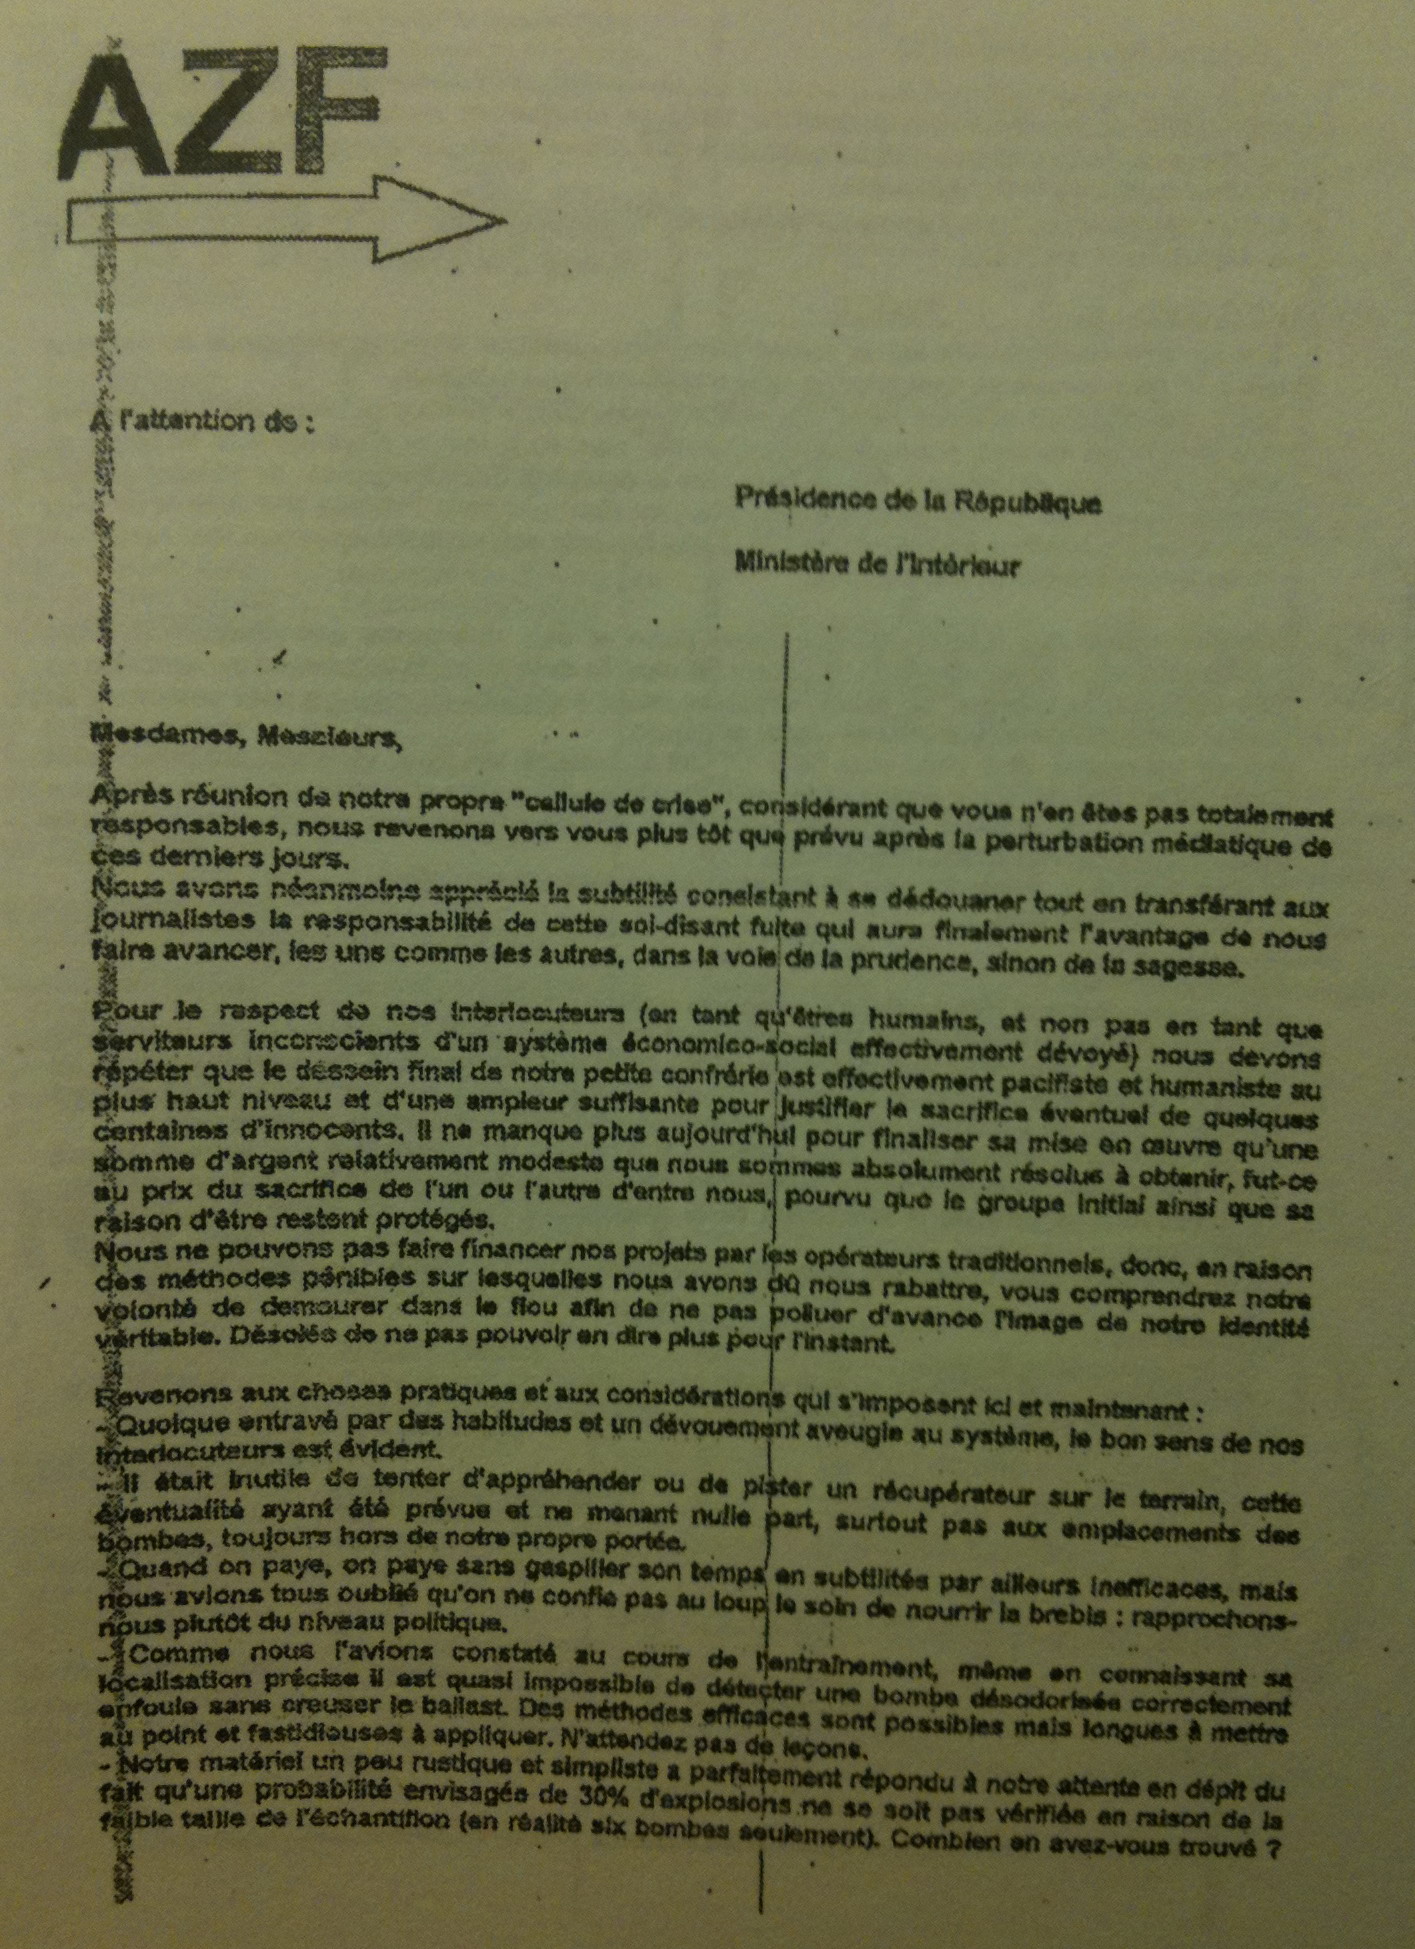 AZF
A l'attention de :
Présidence de la République
Ministère de l'Intérieur
Mesdames, Messieurs,
Après réunion de notre propre "cellule de crise", considérant que vous n'en êtes pas totalement
responsables, nous revenons vers vous plus tôt que prévu après la perturbation médiatique de
ces derniers jours.
Nous avons néanmoins apprécié la subtilité consistant à se dédouaner tout en transférant aux
journalistes la responsabilité de cette soi-disant fuite qui aura finalement l'avantage de nous
faire avancer, les uns comme les autres, dans la voie de la prudence, sinon de la sagesse.
Pour le respect de nos interlocuteurs (en tant qu'êtres humains, et non pas en tant que
serviteurs inconscients d'un système économico-social effectivement dévoyé) nous devons
répéter que le dessein final de notre petite confrérie est effectivement pacifiste et humaniste au
plus haut niveau et d'une ampleur suffisante pour justifier le sacrifice éventuel de quelques
centaines d'innocents. Il ne manque plus aujourd'hui pour finaliser sa mise en œuvre qu'une
somme d'argent relativement modeste que nous sommes absolument résolus à obtenir, fut-ce
au prix du sacrifice de l'un ou l'autre d'entre nous, pourvu que le groupe initial ainsi que sa
raison d'être restent protégés.
Nous ne pouvons pas faire financer nos projets par les opérateurs traditionnels, donc, en raison
des méthodes pénibles sur lesquelles nous avons dû nous rabattre, vous comprendrez notre
volonté de demeurer dans le flou afin de ne pas polluer d'avance l'image de notre identité
véritable. Désolés de ne pas pouvoir en dire plus pour l'instant.
Revenons aux choses pratiques et aux considérations qui s'imposent ici et maintenant :
- Quoique entravé par des habitudes et un dévouement aveugle au système, le bon sens de nos
interlocuteurs est évident.
- Il était inutile de tenter d'appréhender ou de pister un récupérateur sur le terrain, cette
éventualité ayant été prévue et ne menant nulle part, surtout pas aux emplacements des
bombes, toujours hors de notre propre portée.
- Quand on paye, on paye sans gaspiller son temps en subtilités par ailleurs inefficaces, mais
nous avions tous oublié qu'on ne confie pas au loup le soin de nourrir la brebis : rapprochons-
nous plutôt du niveau politique.
- Comme nous l'avions constaté au cours de l'entraînement, même en connaissant sa
localisation précise il est quasi impossible de détecter une bombe désodorisée correctement
enfouie sans creuser le ballast. Des méthodes efficaces sont possibles mais longues à mettre
au point et fastidieuses à appliquer. N'attendez pas de leçons.
- Notre matériel un peu rustique et simpliste a parfaitement répondu à notre attente en dépit du
fait qu'une probabilité envisagée de 30% d'explosions ne se soit pas vérifiée en raison de la
faible taille de l'échantillon (en réalité six bombes seulement). Combien en avez-vous trouvé ?